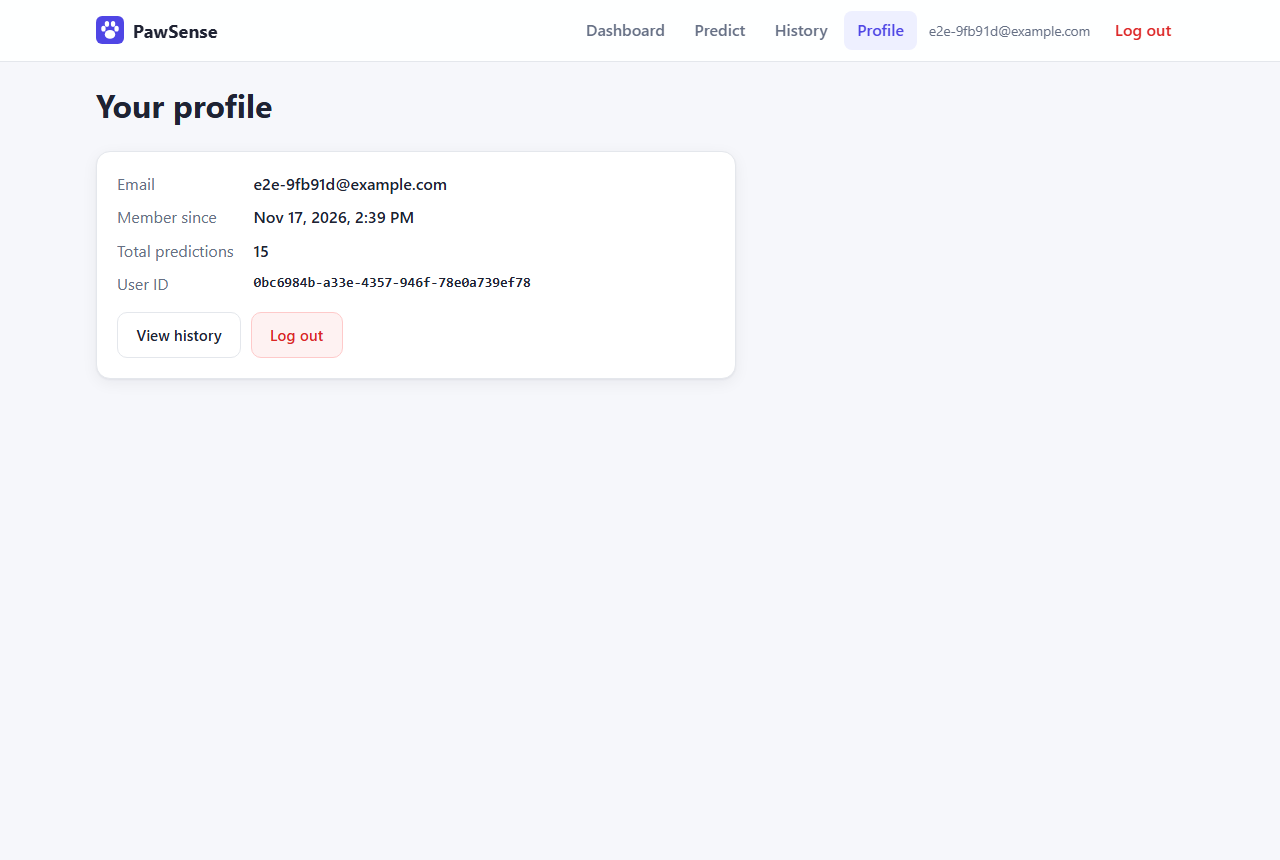 PawSense Dashboard Predict History Profile e2e-9fb91d@example.com Log out
Your profile
Email e2e-9fb91d@example.com
Member since Nov 17, 2026, 2:39 PM
Total predictions 15
User ID 0bc6984b-a33e-4357-946f-78e0a739ef78
View history Log out